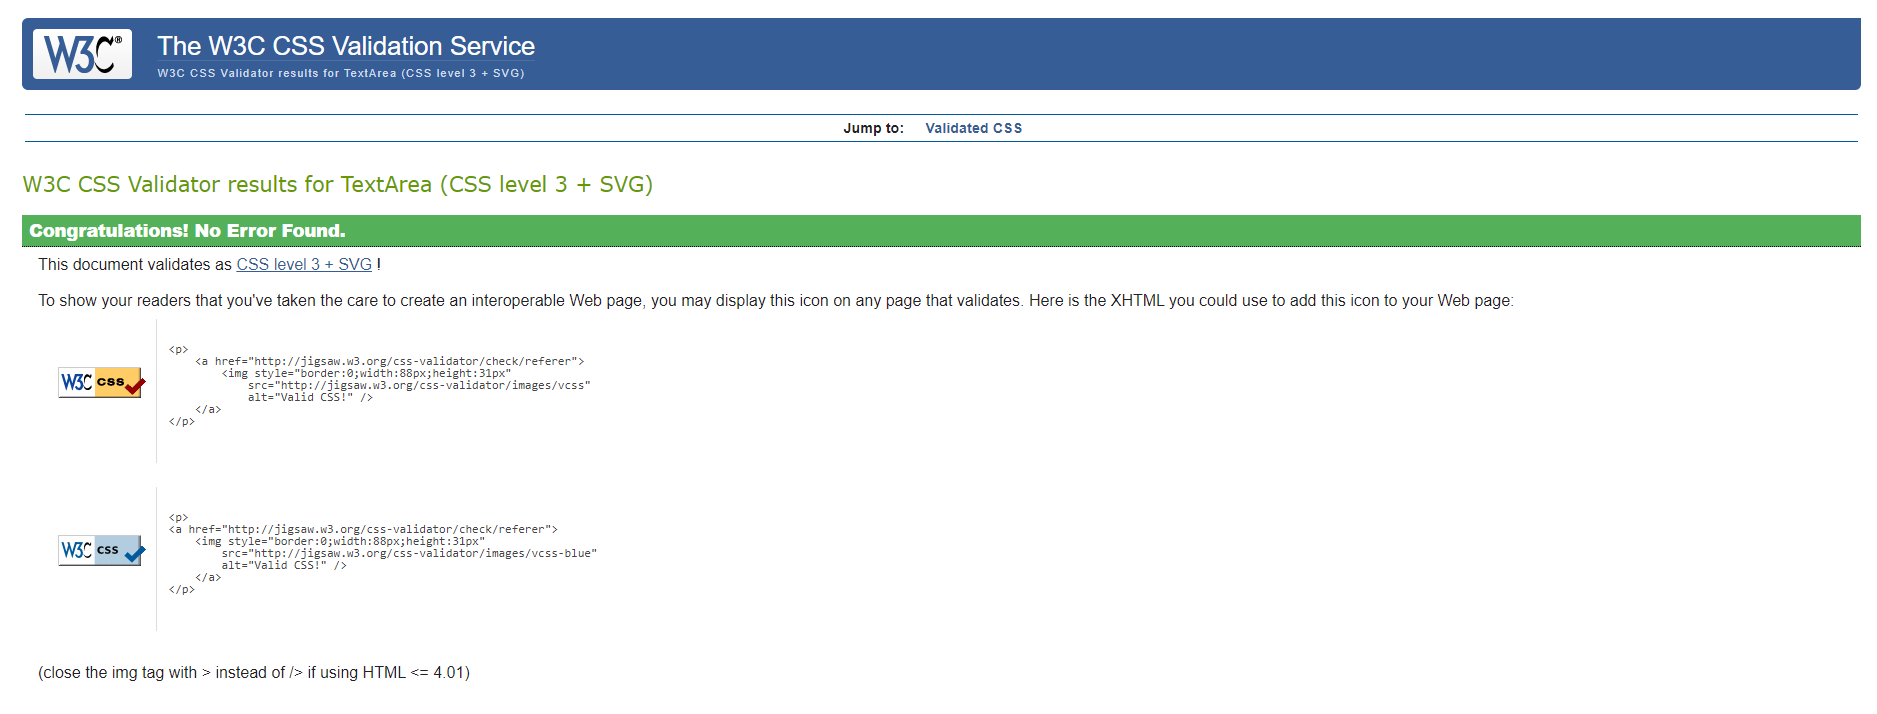 W3C®
The W3C CSS Validation Service
W3C CSS Validator results for TextArea (CSS level 3 + SVG)
Jump to: Validated CSS
W3C CSS Validator results for TextArea (CSS level 3 + SVG)
Congratulations! No Error Found.
This document validates as CSS level 3 + SVG !
To show your readers that you've taken the care to create an interoperable Web page, you may display this icon on any page that validates. Here is the XHTML you could use to add this icon to your Web page:
W3C css
<p>
    <a href="http://jigsaw.w3.org/css-validator/check/referer">
        <img style="border:0;width:88px;height:31px"
            src="http://jigsaw.w3.org/css-validator/images/vcss"
            alt="Valid CSS!" />
    </a>
</p>
W3C css
<p>
<a href="http://jigsaw.w3.org/css-validator/check/referer">
    <img style="border:0;width:88px;height:31px"
        src="http://jigsaw.w3.org/css-validator/images/vcss-blue"
        alt="Valid CSS!" />
    </a>
</p>
(close the img tag with > instead of /> if using HTML <= 4.01)